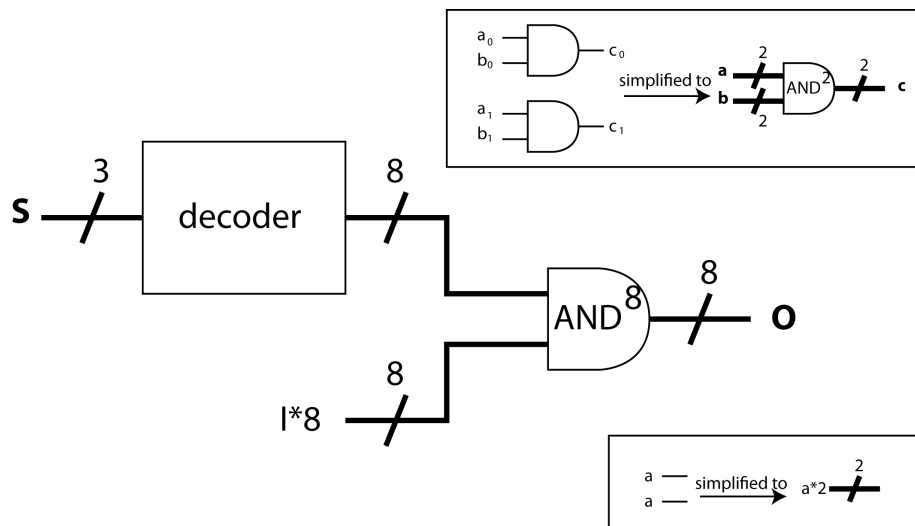 a₀
b₀
c₀
a₁
b₁
c₁
simplified to
a
2
b
2
AND²
2
c
S
3
decoder
8
I*8
8
AND⁸
8
O
a
a
simplified to
a*2
2